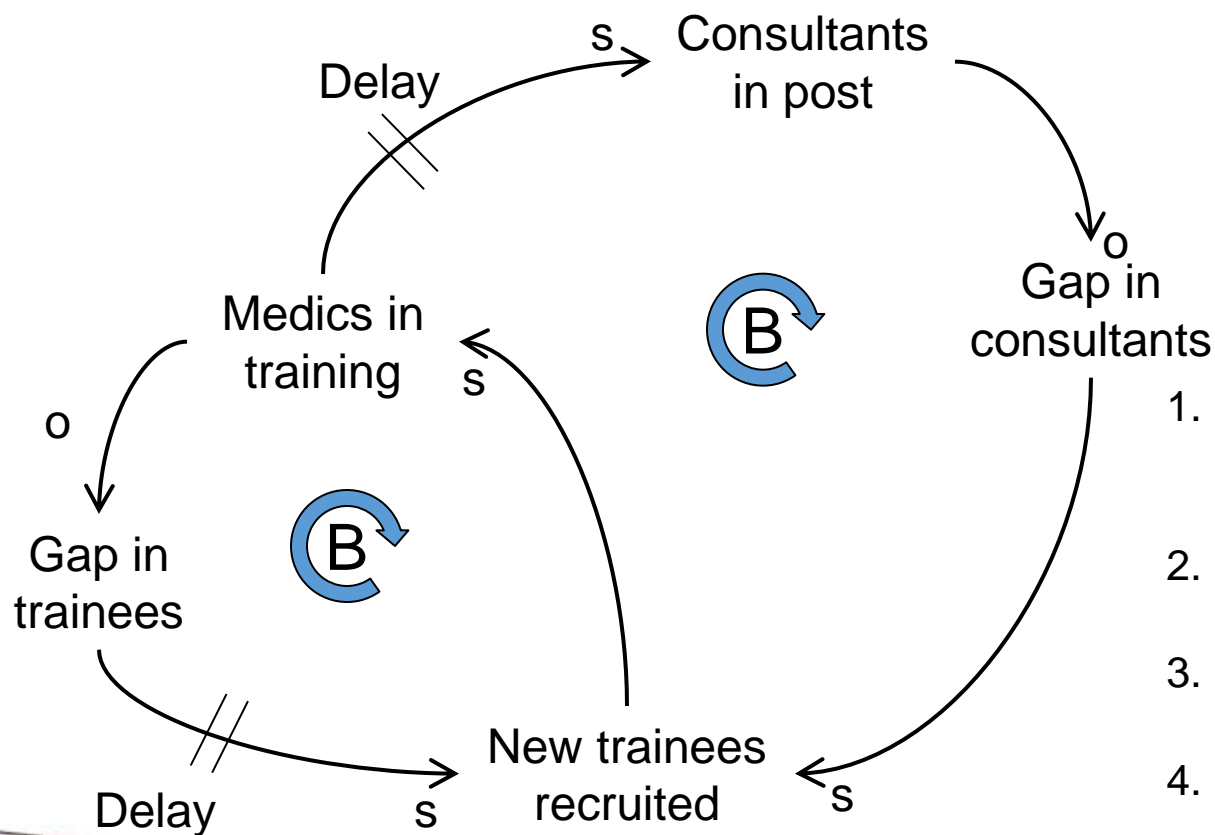 s
Consultants
in post
Delay
o
Gap in
consultants
Medics in
training
s
B
o
B
Gap in
trainees
New trainees
recruited
s
s
Delay
1.
2.
3.
4.